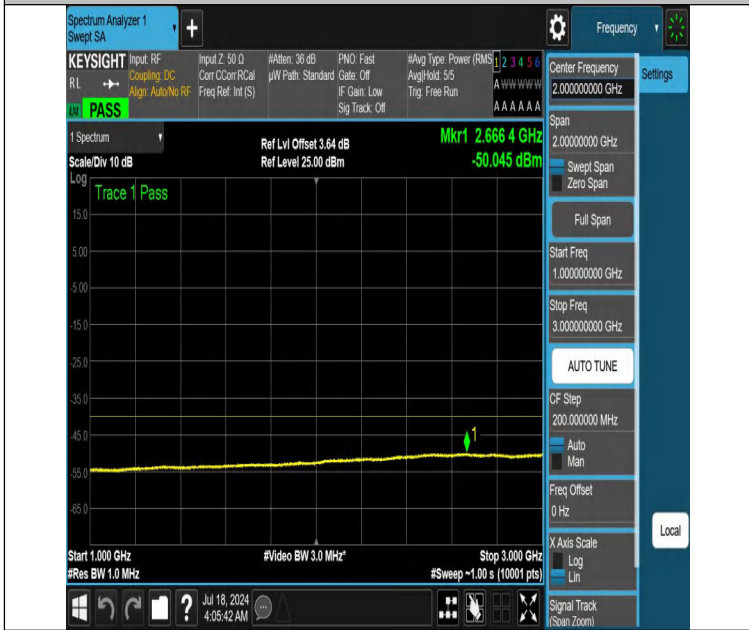 Spectrum Analyzer 1
Swept SA
+
Frequency
KEYSIGHT
RL
LXI
PASS
Input: RF
Coupling: DC
Align: Auto/No RF
Input Z: 50 Ω
Corr CCorr RCal
Freq Ref: Int (S)
#Atten: 36 dB
µW Path: Standard
PNO: Fast
Gate: Off
IF Gain: Low
Sig Track: Off
#Avg Type: Power (RMS
Avg|Hold: 5/5
Trig: Free Run
1 2 3 4 5 6
A W W W W W
A A A A A A
1 Spectrum
Scale/Div 10 dB
Ref Lvl Offset 3.64 dB
Ref Level 25.00 dBm
Mkr1 2.666 4 GHz
-50.045 dBm
Log
Trace 1 Pass
15.0
5.00
-5.00
-15.0
-25.0
-35.0
-45.0
-55.0
-65.0
1
Start 1.000 GHz
#Res BW 1.0 MHz
#Video BW 3.0 MHz*
Stop 3.000 GHz
#Sweep ~1.00 s (10001 pts)
?
Jul 18, 2024
4:05:42 AM
Center Frequency
2.000000000 GHz
Settings
Span
2.00000000 GHz
Swept Span
Zero Span
Full Span
Start Freq
1.000000000 GHz
Stop Freq
3.000000000 GHz
AUTO TUNE
CF Step
200.000000 MHz
Auto
Man
Freq Offset
0 Hz
X Axis Scale
Log
Lin
Local
Signal Track
(Span Zoom)